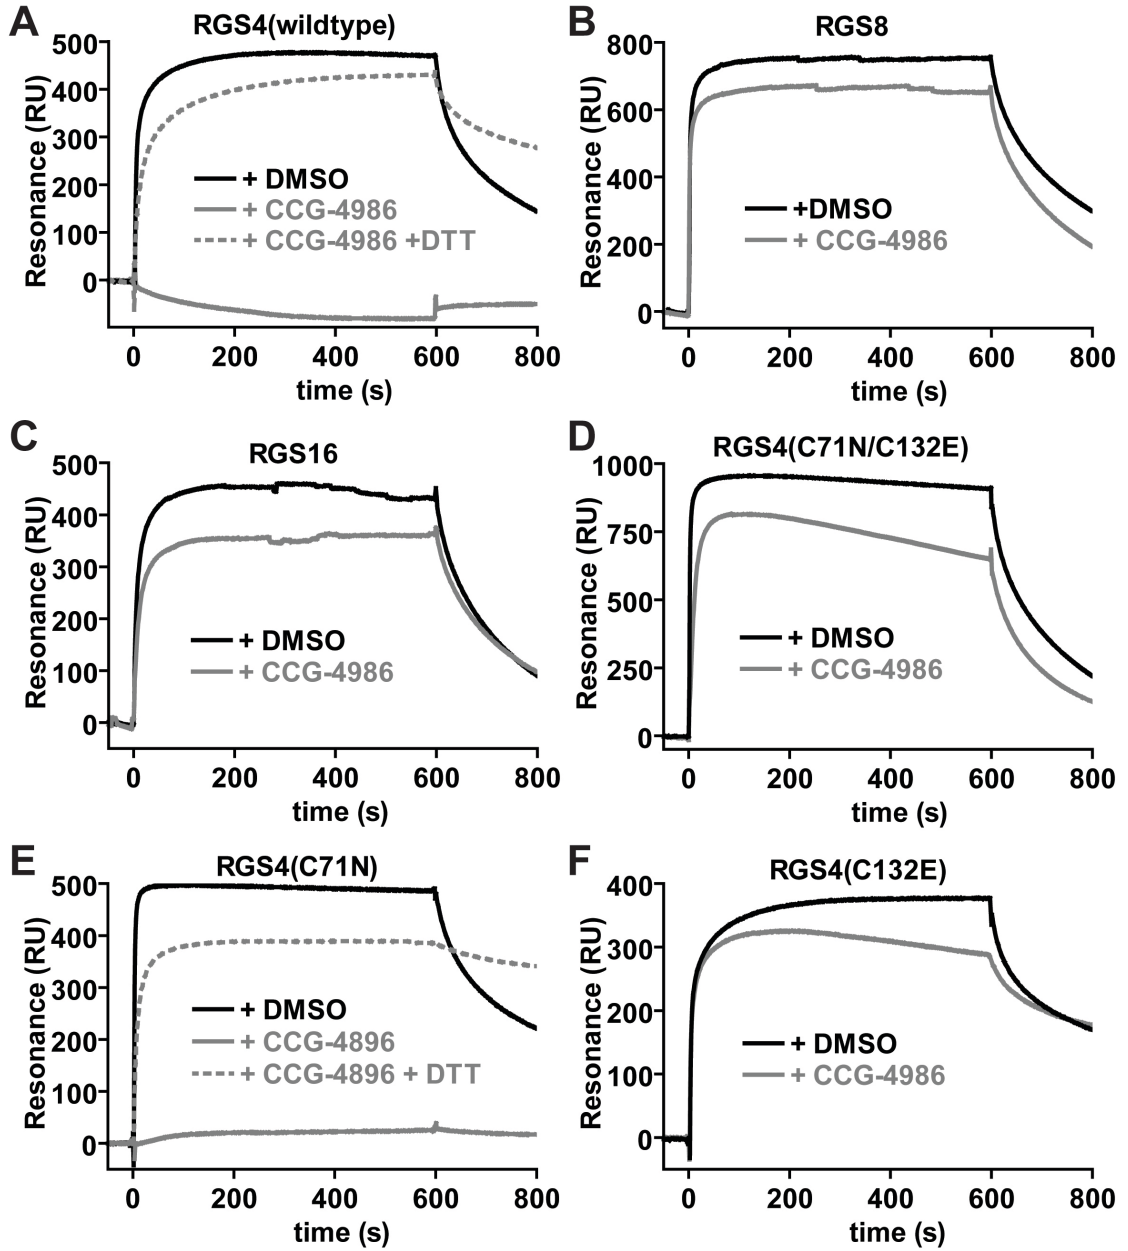 A
RGS4(wildtype)
Resonance (RU)
500
400
300
200
100
0
+ DMSO
+ CCG-4986
+ CCG-4986 +DTT
0 200 400 600 800
time (s)
B
RGS8
Resonance (RU)
800
600
400
200
0
+DMSO
+ CCG-4986
0 200 400 600 800
time (s)
C
RGS16
Resonance (RU)
500
400
300
200
100
0
+ DMSO
+ CCG-4986
0 200 400 600 800
time (s)
D
RGS4(C71N/C132E)
Resonance (RU)
1000
750
500
250
0
+ DMSO
+ CCG-4986
0 200 400 600 800
time (s)
E
RGS4(C71N)
Resonance (RU)
500
400
300
200
100
0
+ DMSO
+ CCG-4896
+ CCG-4896 + DTT
0 200 400 600 800
time (s)
F
RGS4(C132E)
Resonance (RU)
400
300
200
100
0
+ DMSO
+ CCG-4986
0 200 400 600 800
time (s)